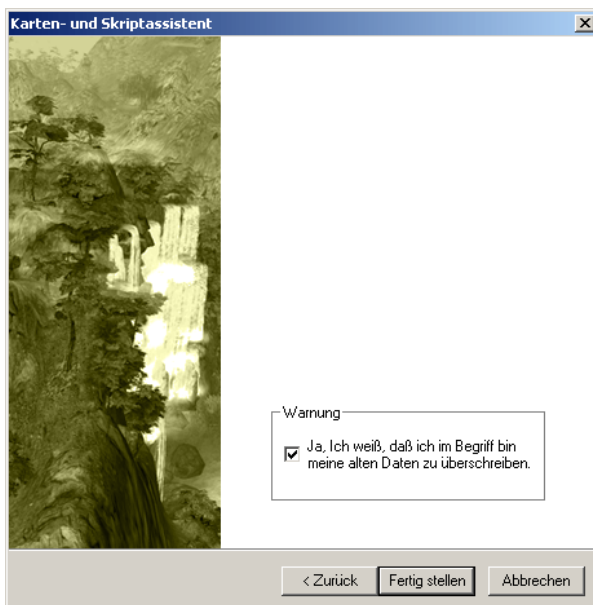 Karten- und Skriptassistent
Warnung
Ja, Ich weiß, daß ich im Begriff bin
meine alten Daten zu überschreiben.
< Zurück Fertig stellen Abbrechen